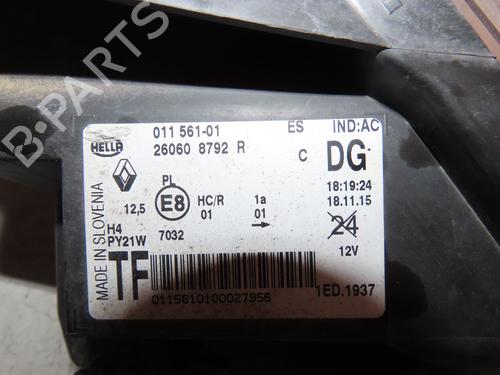 B-PARTS
HELLA
011 561-01 ES IND:AC
26060 8792 R C DG
MADE IN SLOVENIA
PL
12,5 E8 HC/R 1a 18:19:24
01 01 18.11.15
H4 7032 24
PY21W 12V
TF
0115610100027956 1ED.1937